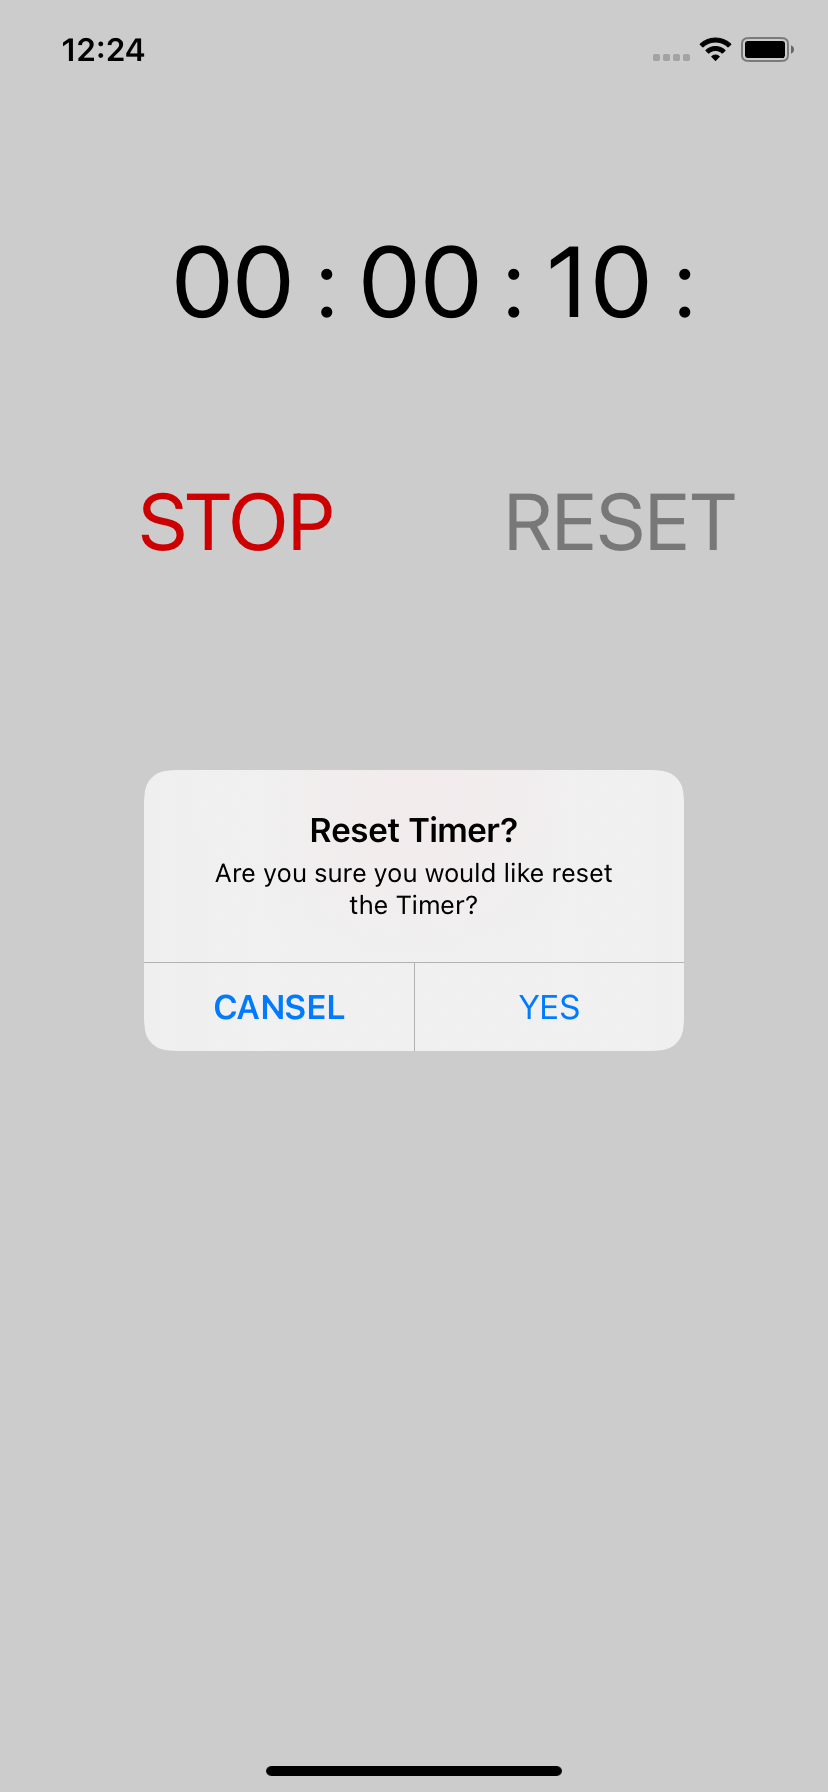 12:24
00 : 00 : 10 :
STOP RESET
Reset Timer?
Are you sure you would like reset
the Timer?
CANSEL YES